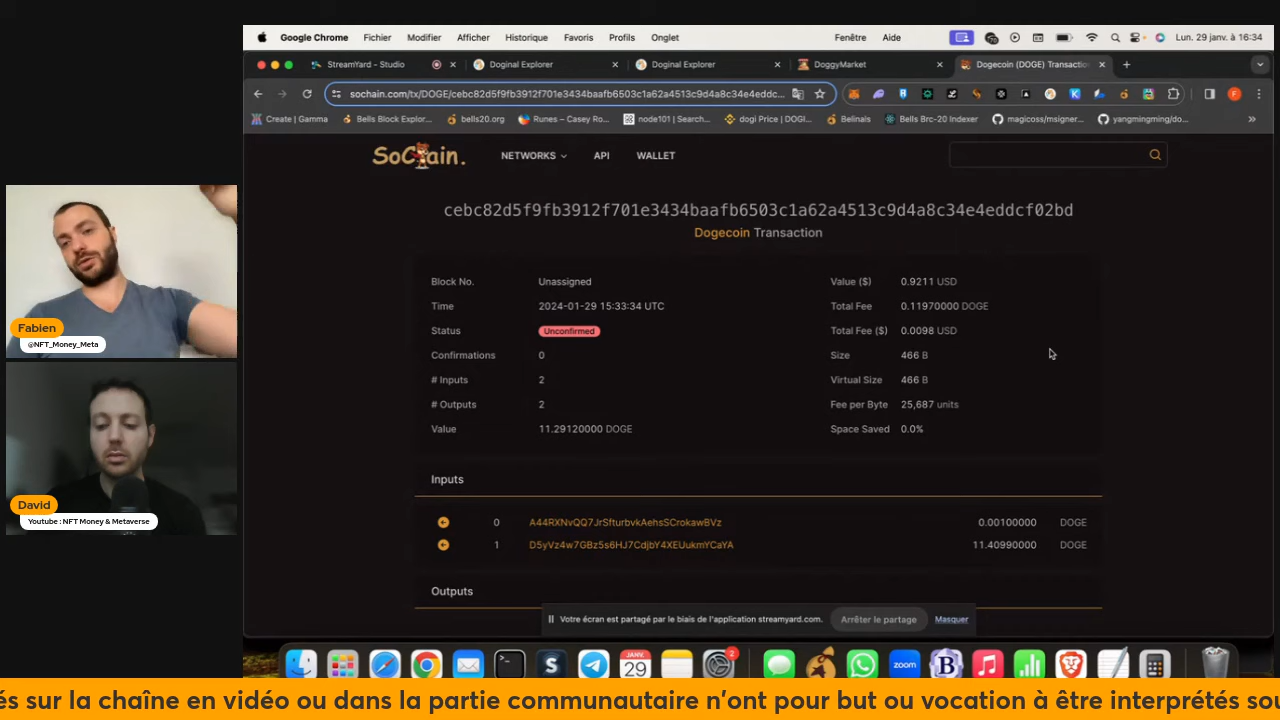 Google Chrome Fichier Modifier Afficher Historique Favoris Profils Onglet Fenêtre Aide Lun. 29 janv. à 16:34
StreamYard - Studio Doginal Explorer Doginal Explorer DoggyMarket Dogecoin (DOGE) Transactio
sochain.com/tx/DOGE/cebc82d5f9fb3912f701e3434baafb6503c1a62a4513c9d4a8c34e4eddc...
Create | Gamma Bells Block Explor... bells20.org Runes – Casey Ro... node101 | Search... dogi Price | DOGI... Belinals Bells Brc-20 Indexer magicoss/msigner... yangmingming/do... »
SoChain. NETWORKS API WALLET
cebc82d5f9fb3912f701e3434baafb6503c1a62a4513c9d4a8c34e4eddcf02bd
Dogecoin Transaction
Block No. Unassigned Value ($) 0.9211 USD
Time 2024-01-29 15:33:34 UTC Total Fee 0.11970000 DOGE
Status Unconfirmed Total Fee ($) 0.0098 USD
Confirmations 0 Size 466 B
# Inputs 2 Virtual Size 466 B
# Outputs 2 Fee per Byte 25,687 units
Value 11.29120000 DOGE Space Saved 0.0%
Inputs
0 A44RXNvQQ7JrSfturbvkAehsSCrokawBVz 0.00100000 DOGE
1 D5yVz4w7GBz5s6HJ7CdjbY4XEUukmYCaYA 11.40990000 DOGE
Outputs
Votre écran est partagé par le biais de l'application streamyard.com. Arrêter le partage Masquer
Fabien
@NFT_Money_Meta
David
Youtube : NFT Money & Metaverse
JANV. 29 2 zoom
és sur la chaîne en vidéo ou dans la partie communautaire n'ont pour but ou vocation à être interprétés sou